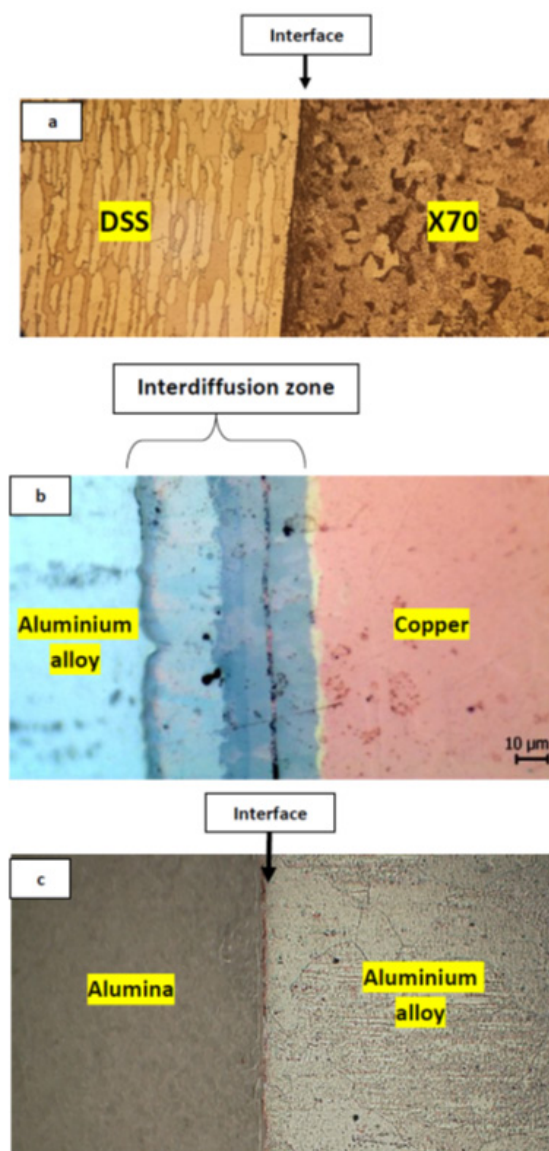 Interface
a
DSS
X70
Interdiffusion zone
b
Aluminium
alloy
Copper
10 µm
Interface
c
Alumina
Aluminium
alloy